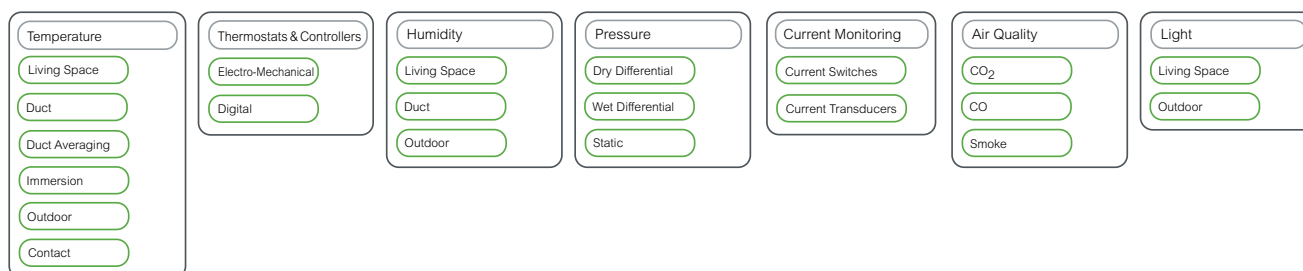 Temperature
Living Space
Duct
Duct Averaging
Immersion
Outdoor
Contact
Thermostats & Controllers
Electro-Mechanical
Digital
Humidity
Living Space
Duct
Outdoor
Pressure
Dry Differential
Wet Differential
Static
Current Monitoring
Current Switches
Current Transducers
Air Quality
CO2
CO
Smoke
Light
Living Space
Outdoor